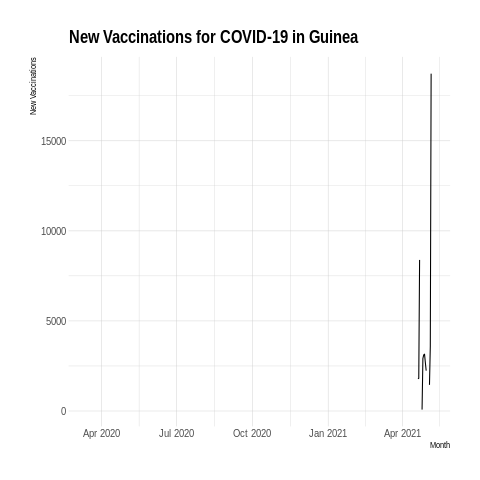 New Vaccinations for COVID-19 in Guinea
New Vaccinations
15000
10000
5000
0
Apr 2020 Jul 2020 Oct 2020 Jan 2021 Apr 2021
Month